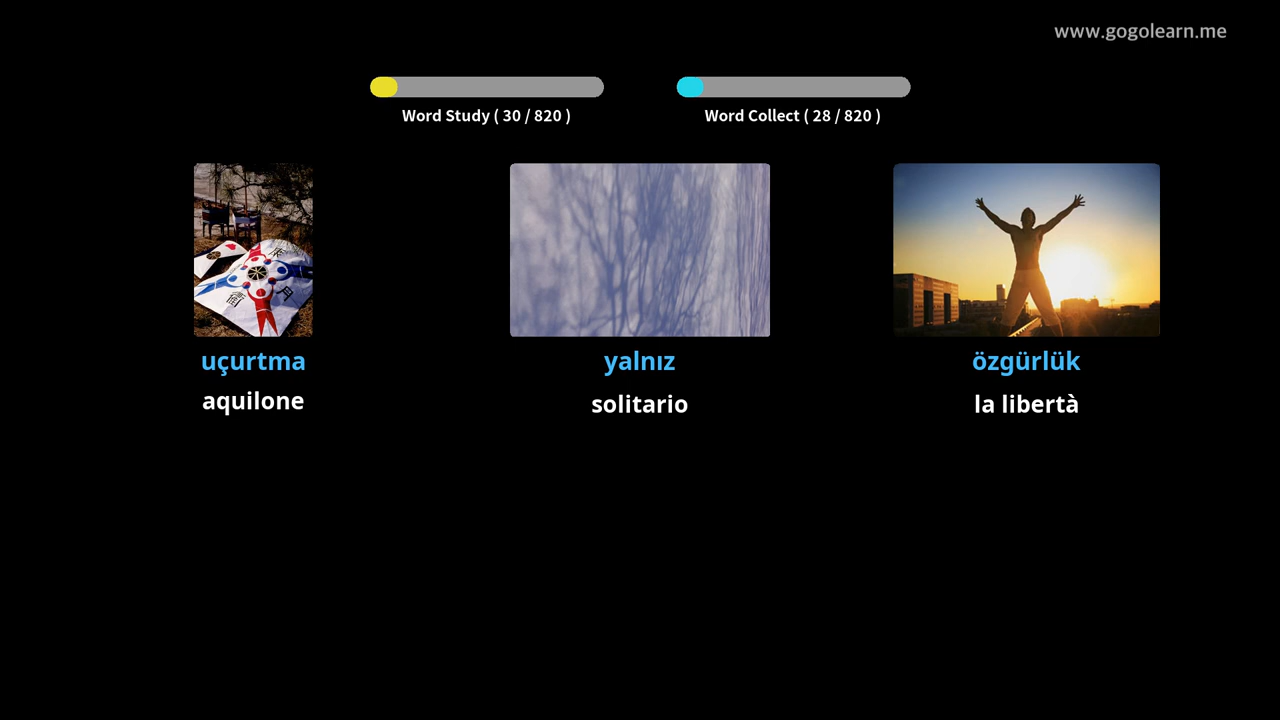 www.gogolearn.me
Word Study ( 30 / 820 )
Word Collect ( 28 / 820 )
uçurtma
aquilone
yalnız
solitario
özgürlük
la libertà